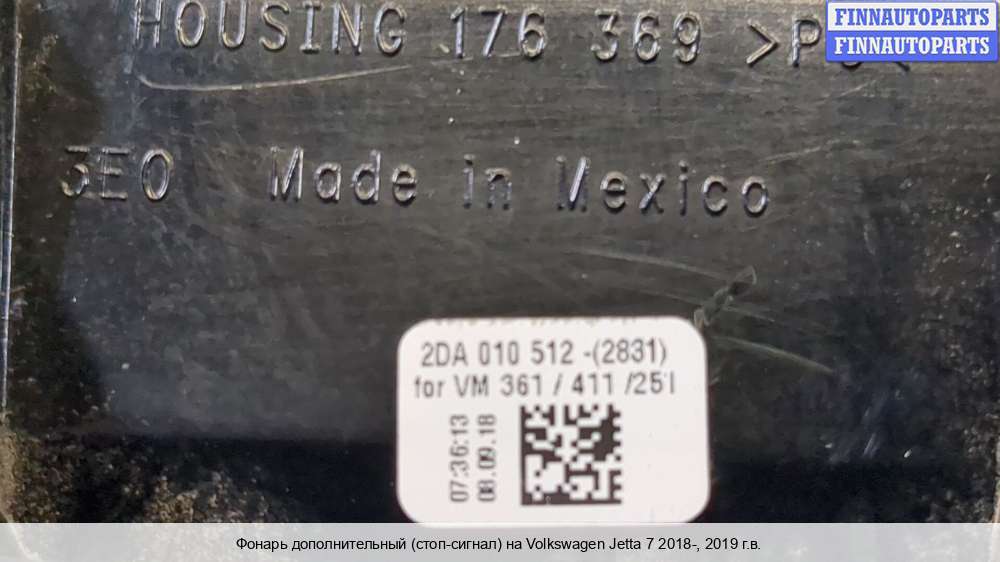 HOUSING 176 369
FINNAUTOPARTS
FINNAUTOPARTS
3E0 Made in Mexico
2DA 010 512 -(2831)
for VM 361 / 411 /251
07:36:13
08.09.18
Фонарь дополнительный (стоп-сигнал) на Volkswagen Jetta 7 2018-, 2019 г.в.